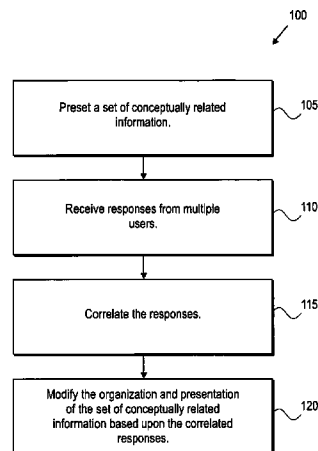 100
Preset a set of conceptually related
information.
105
Receive responses from multiple
users.
110
Correlate the responses.
115
Modify the organization and presentation
of the set of conceptually related
information based upon the correlated
responses.
120